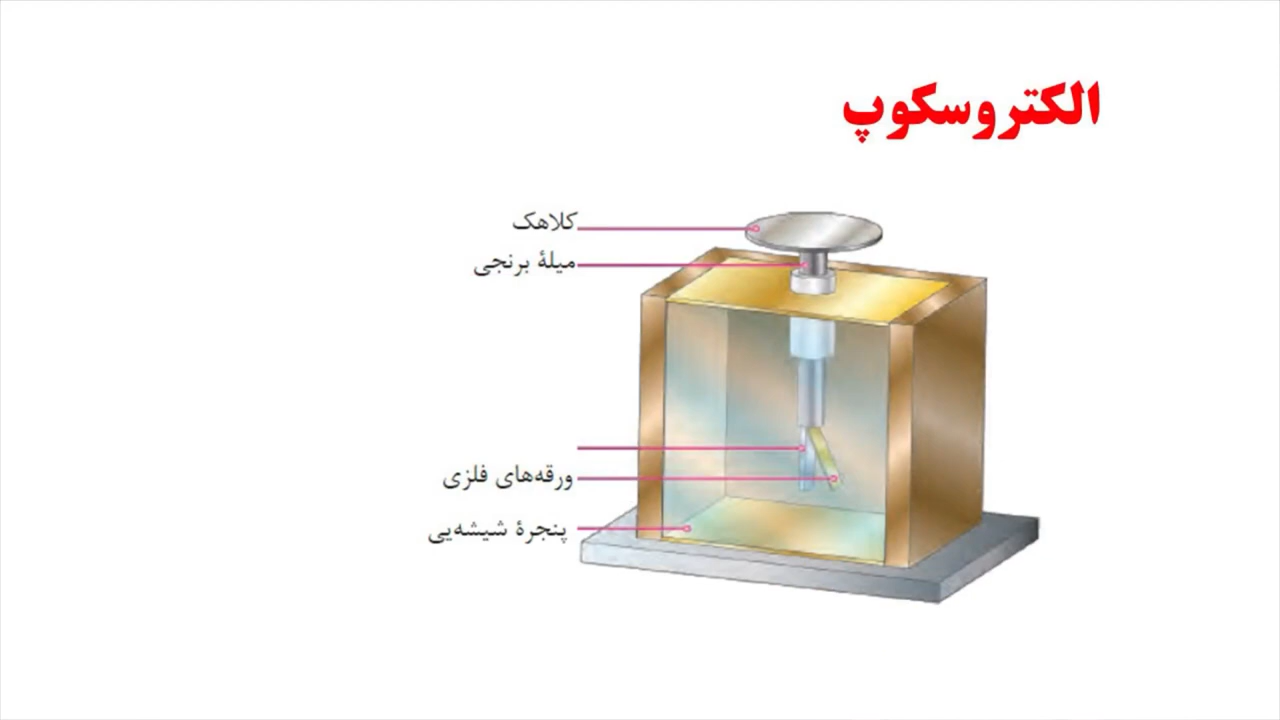 الکتروسکوپ
کلاهک
میلهٔ برنجی
ورقه‌های فلزی
پنجرهٔ شیشه‌یی